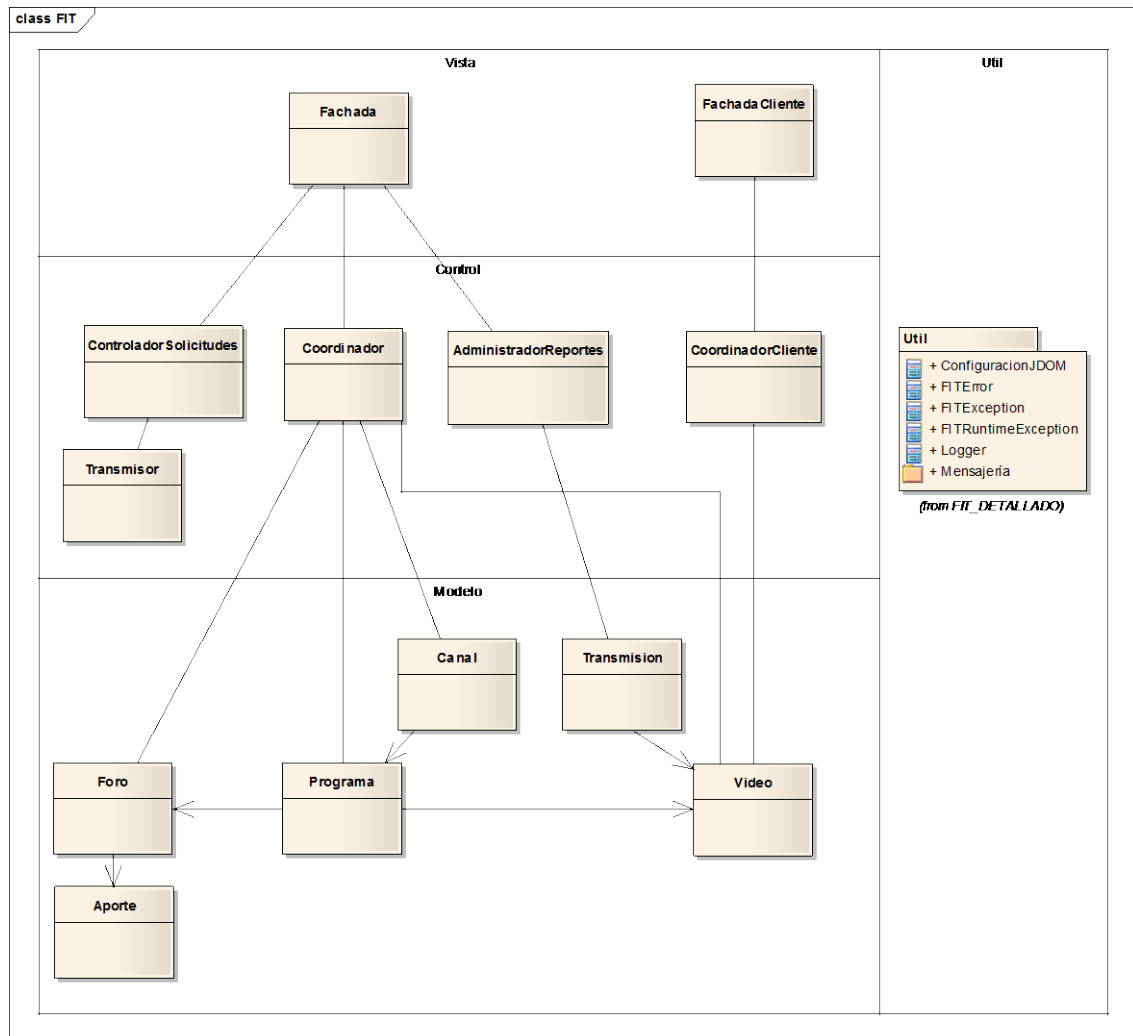 class FIT
Vista
Util
Fachada
FachadaCliente
Control
ControladorSolicitudes
Coordinador
AdministradorReportes
CoordinadorCliente
Util
+ ConfiguracionJDOM
+ FITError
+ FITException
+ FITRuntimeException
+ Logger
+ Mensajería
(from FIT_DETALLADO)
Transmisor
Modelo
Canal
Transmision
Foro
Programa
Video
Aporte